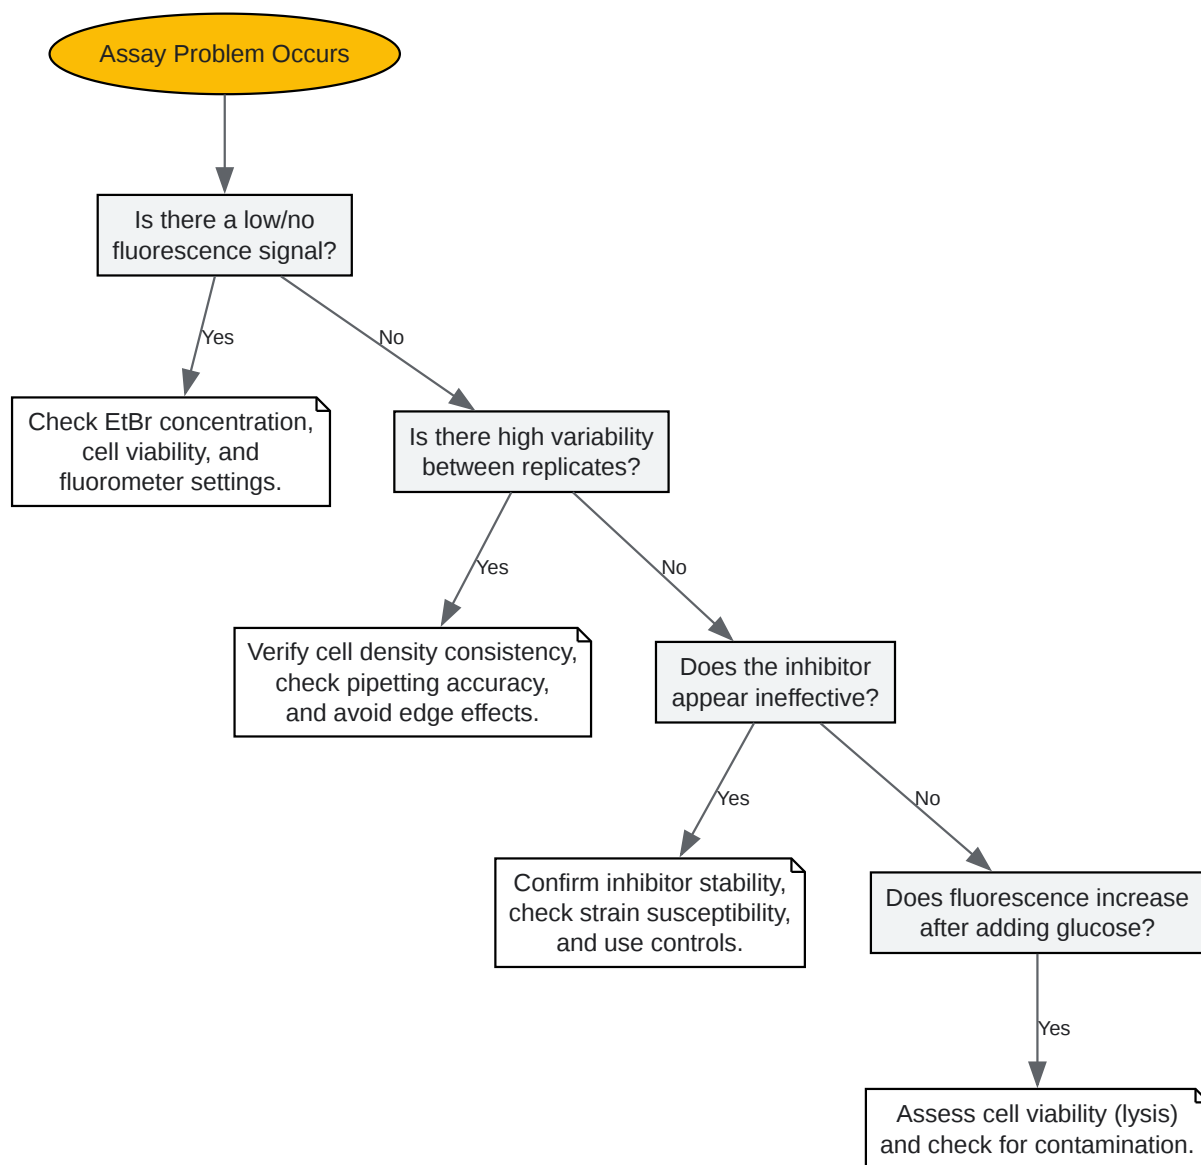 Assay Problem Occurs
Is there a low/no
fluorescence signal?
Yes
No
Check EtBr concentration,
cell viability, and
fluorometer settings.
Is there high variability
between replicates?
Yes
No
Verify cell density consistency,
check pipetting accuracy,
and avoid edge effects.
Does the inhibitor
appear ineffective?
Yes
No
Confirm inhibitor stability,
check strain susceptibility,
and use controls.
Does fluorescence increase
after adding glucose?
Yes
Assess cell viability (lysis)
and check for contamination.